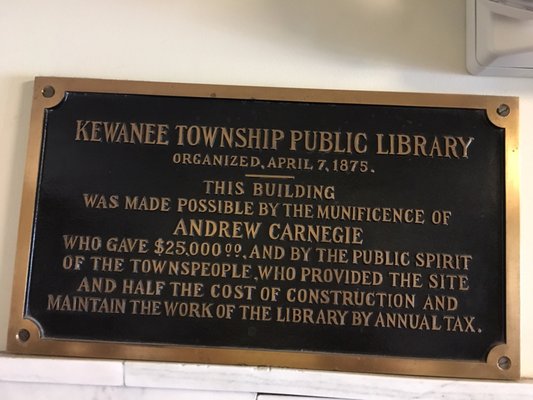 KEWANEE TOWNSHIP PUBLIC LIBRARY
ORGANIZED, APRIL 7, 1875.
THIS BUILDING
WAS MADE POSSIBLE BY THE MUNIFICENCE OF
ANDREW CARNEGIE
WHO GAVE $25,000.00, AND BY THE PUBLIC SPIRIT
OF THE TOWNSPEOPLE, WHO PROVIDED THE SITE
AND HALF THE COST OF CONSTRUCTION AND
MAINTAIN THE WORK OF THE LIBRARY BY ANNUAL TAX.